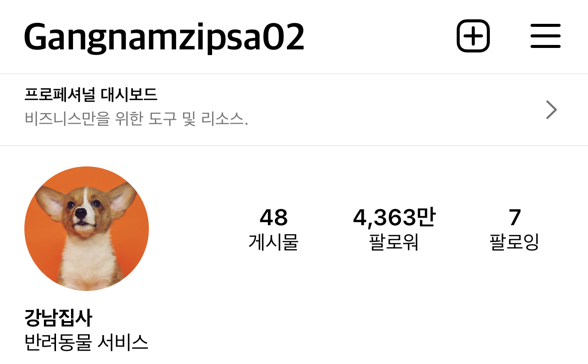 Gangnamzipsa02
프로페셔널 대시보드
비즈니스만을 위한 도구 및 리소스.
48 4,363만 7
게시물 팔로워 팔로잉
강남집사
반려동물 서비스